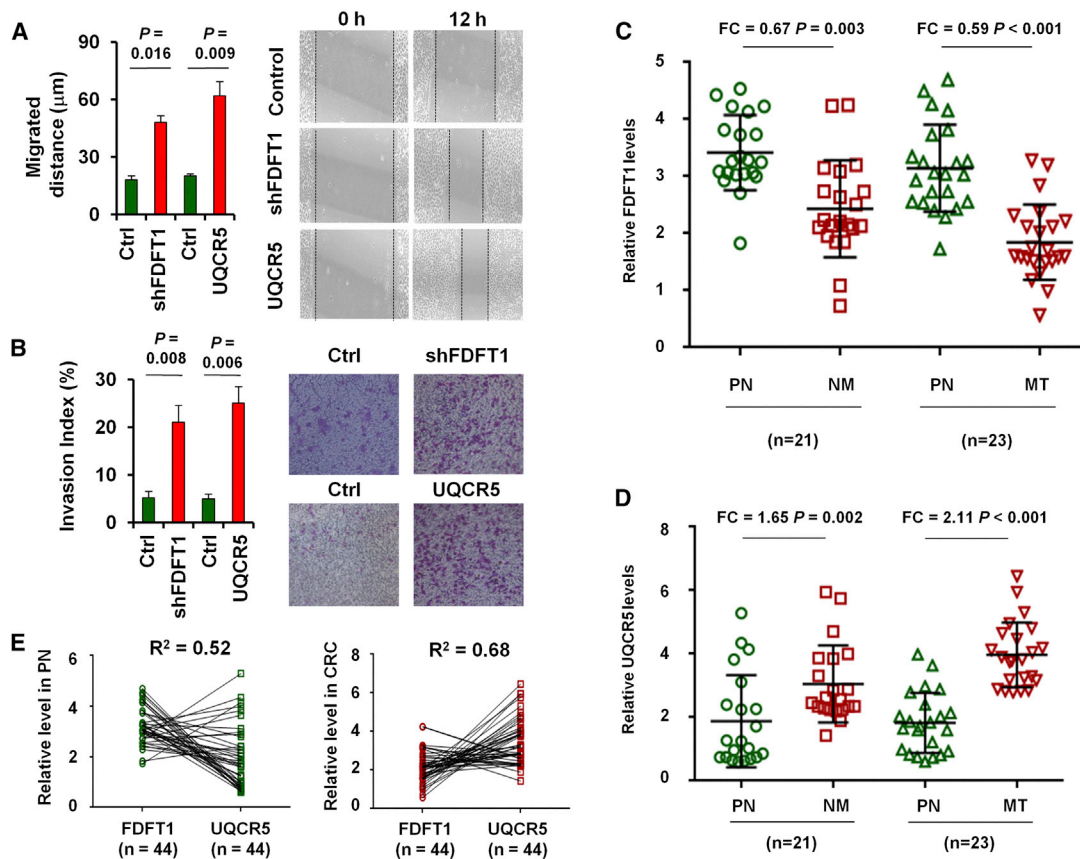 A
Migrated
distance (μm)
90
60
30
0
P =
0.016
P =
0.009
Ctrl
shFDFT1
Ctrl
UQCR5
0 h
12 h
Control
shFDFT1
UQCR5
B
Invasion Index (%)
30
20
10
0
P =
0.008
P =
0.006
Ctrl
shFDFT1
Ctrl
UQCR5
Ctrl
shFDFT1
Ctrl
UQCR5
C
FC = 0.67 P = 0.003
FC = 0.59 P < 0.001
Relative FDFT1 levels
5
4
3
2
1
0
PN
NM
PN
MT
(n=21)
(n=23)
D
FC = 1.65 P = 0.002
FC = 2.11 P < 0.001
Relative UQCR5 levels
8
6
4
2
0
PN
NM
PN
MT
(n=21)
(n=23)
E
R² = 0.52
Relative level in PN
6
4
2
0
FDFT1
(n = 44)
UQCR5
(n = 44)
R² = 0.68
Relative level in CRC
8
6
4
2
0
FDFT1
(n = 44)
UQCR5
(n = 44)